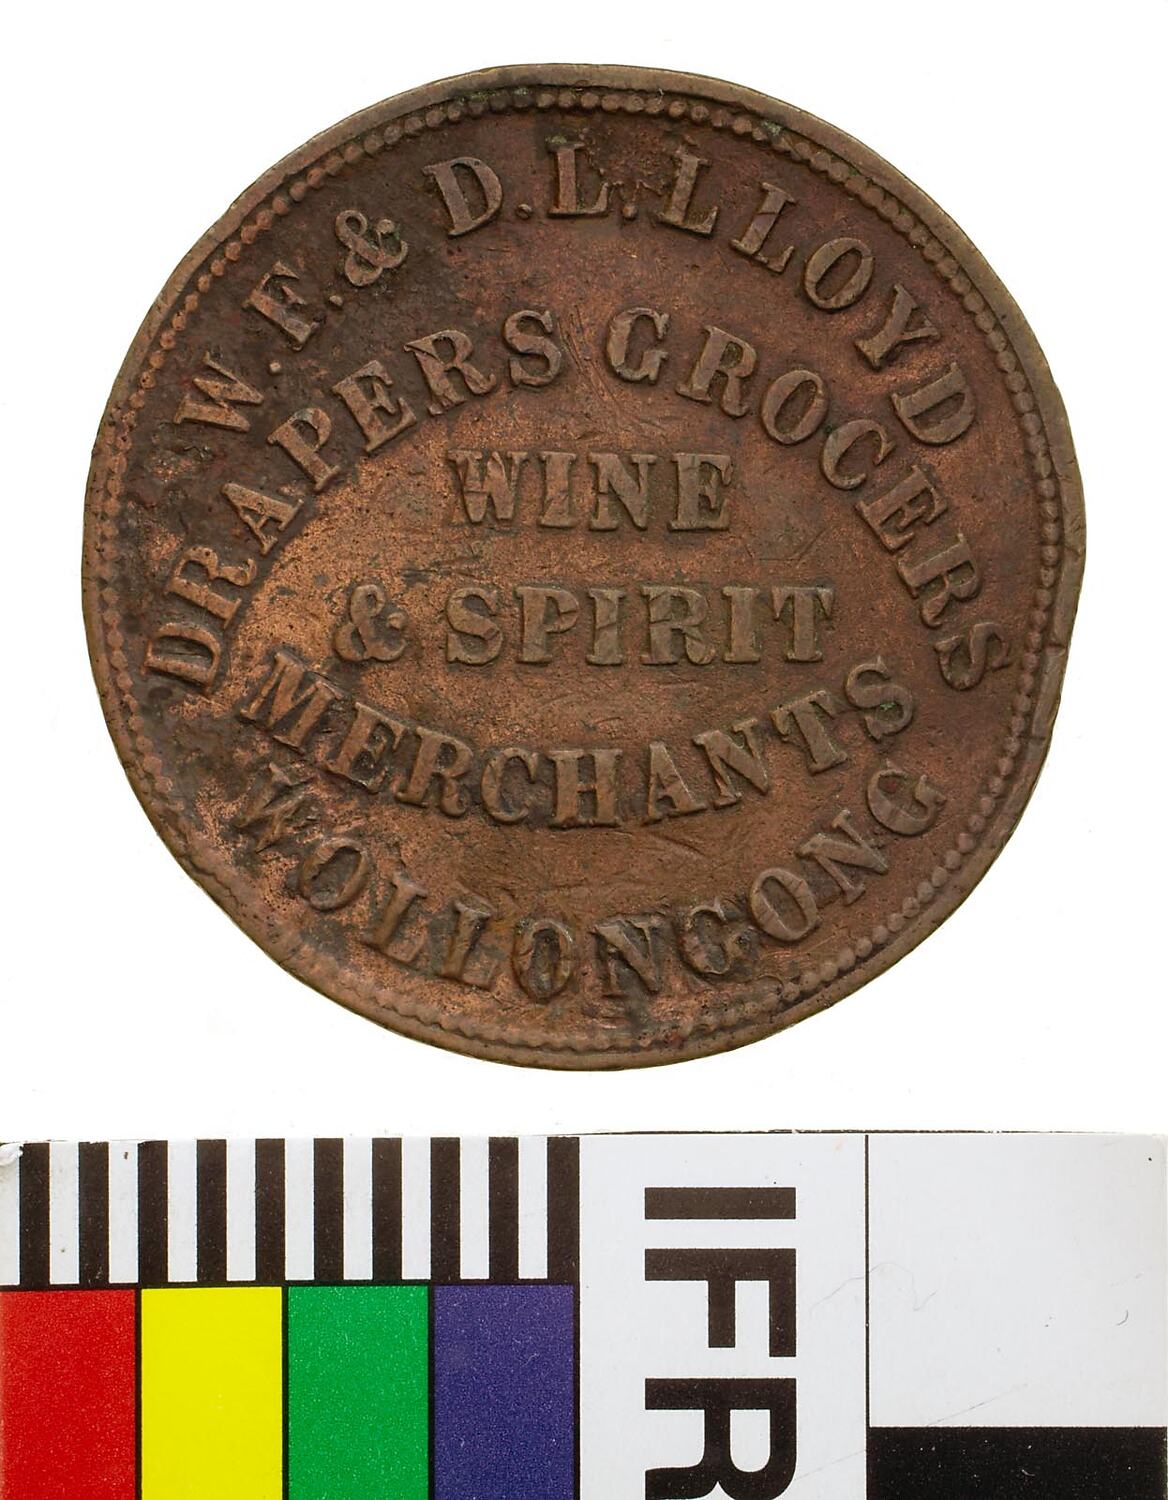 W. F. & D. L. LLOYD
DRAPERS GROCERS
WINE
& SPIRIT
MERCHANTS
WOLLONGONG
IFR